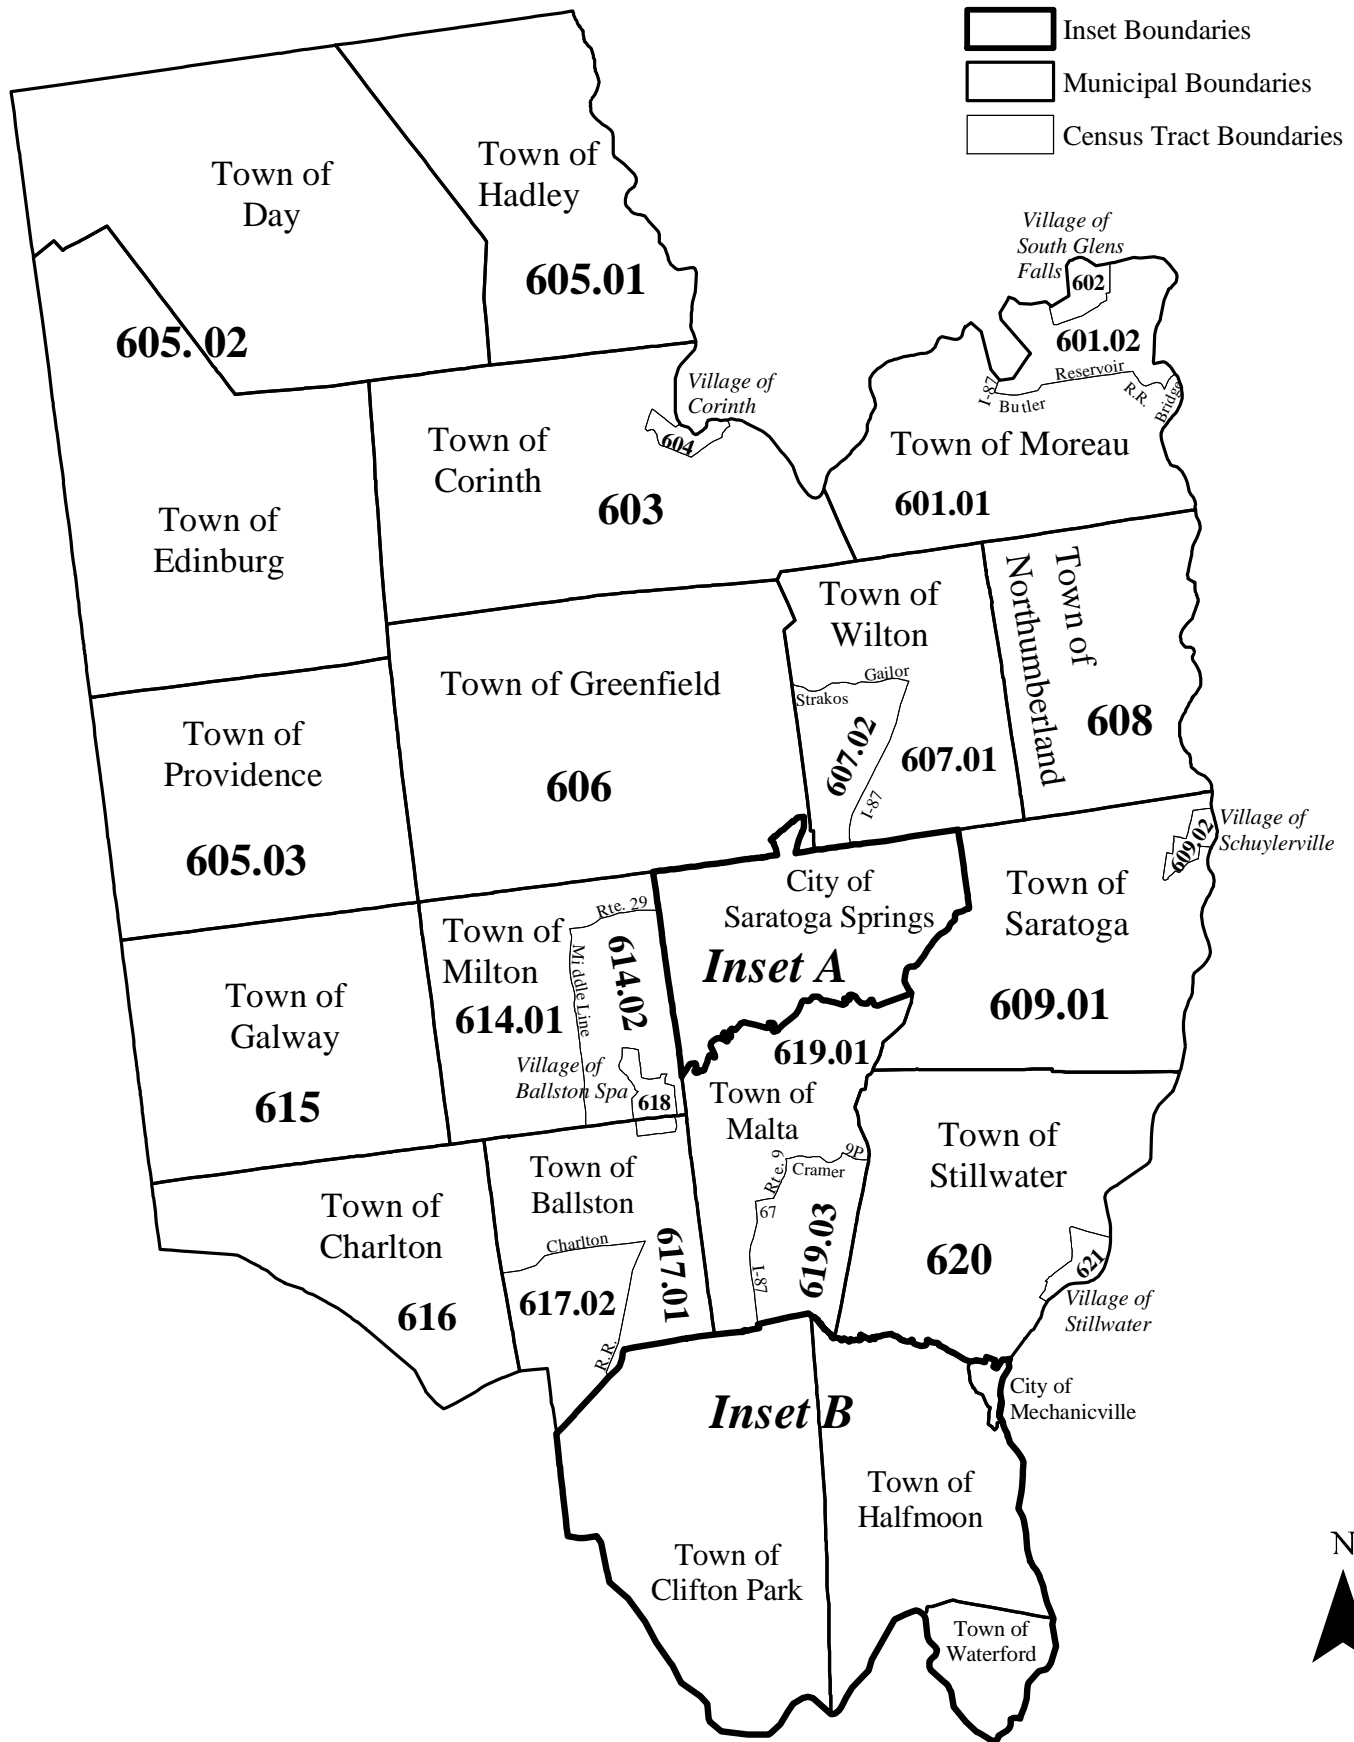 Inset Boundaries
Municipal Boundaries
Census Tract Boundaries
Town of
Day
Town of
Hadley
605.01
605. 02
Village of
South Glens
Falls
602
601.02
Reservoir
I-87
Butler
R.R.
Bridge
Town of Moreau
601.01
Village of
Corinth
604
Town of
Corinth
603
Town of
Edinburg
Town of
Wilton
Gailor
Strakos
607.02
607.01
I-87
Town of
Northumberland
608
Town of Greenfield
606
Town of
Providence
605.03
Village of
Schuylerville
609.02
City of
Saratoga Springs
Inset A
Town of
Saratoga
609.01
Rte. 29
Town of
Milton
614.01
Middle Line
614.02
Village of
Ballston Spa
618
Town of
Galway
615
619.01
Town of
Malta
9P
Cramer
Rte. 9
67
619.03
I-87
Town of
Stillwater
620
621
Village of
Stillwater
Town of
Ballston
Charlton
617.01
617.02
R.R.
Town of
Charlton
616
City of
Mechanicville
Inset B
Town of
Halfmoon
Town of
Clifton Park
Town of
Waterford
N